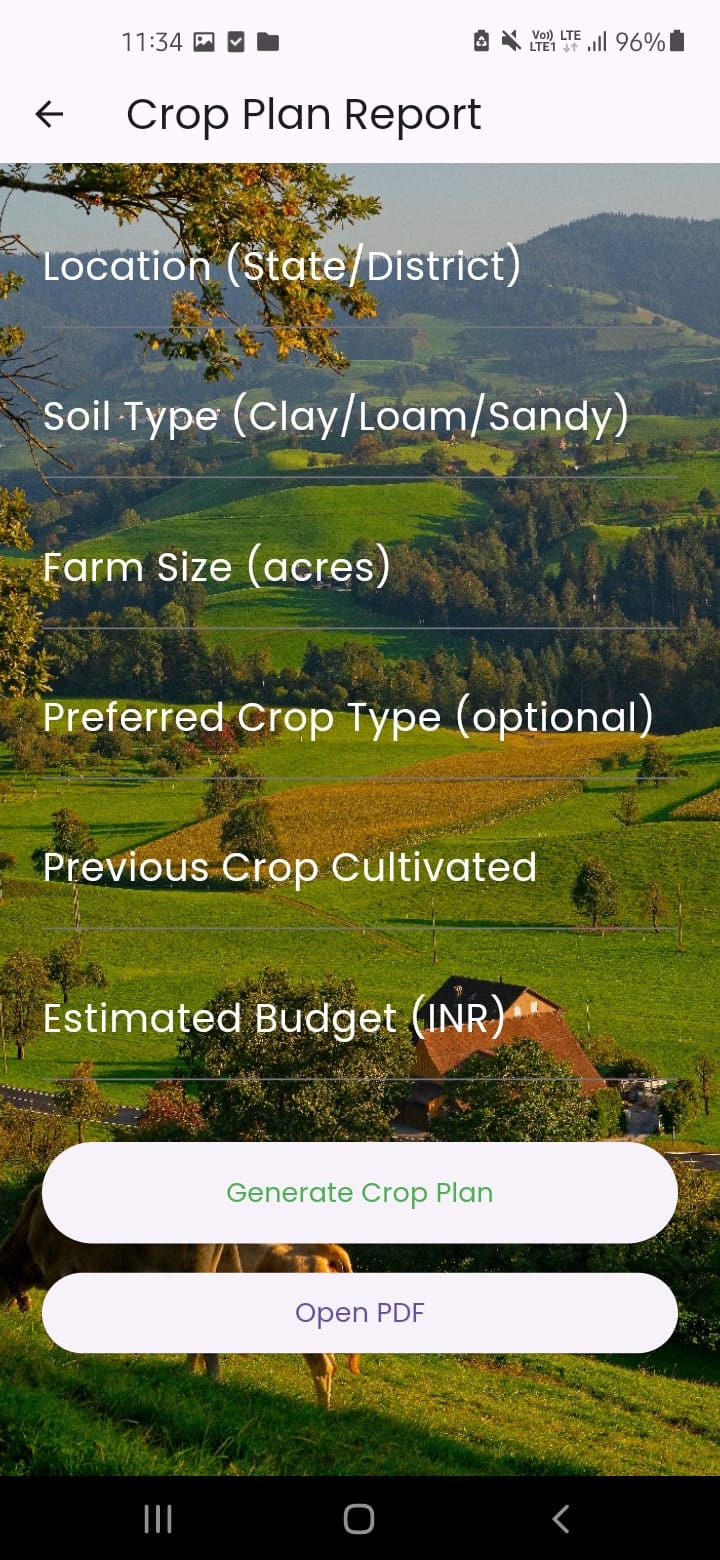 11:34 Vo)) LTE LTE1 96%
Crop Plan Report
Location (State/District)
Soil Type (Clay/Loam/Sandy)
Farm Size (acres)
Preferred Crop Type (optional)
Previous Crop Cultivated
Estimated Budget (INR)
Generate Crop Plan
Open PDF